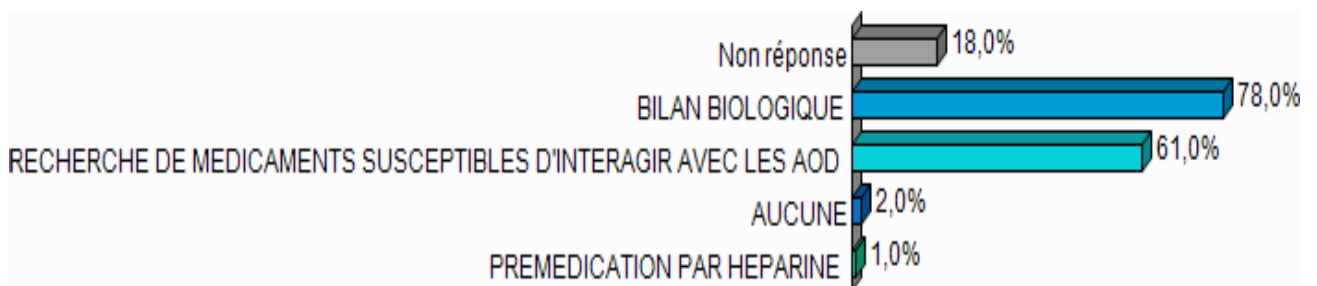 Non réponse 18,0%
BILAN BIOLOGIQUE 78,0%
RECHERCHE DE MEDICAMENTS SUSCEPTIBLES D'INTERAGIR AVEC LES AOD 61,0%
AUCUNE 2,0%
PREMEDICATION PAR HEPARINE 1,0%